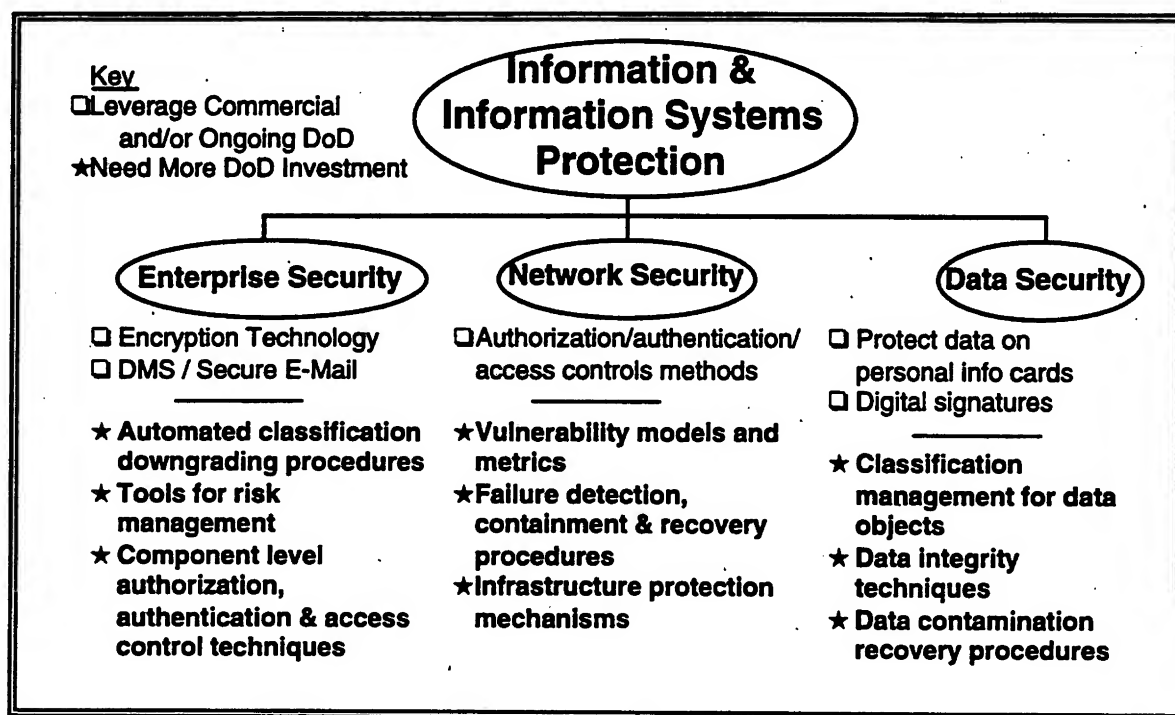 Key
❑Leverage Commercial
and/or Ongoing DoD
★Need More DoD Investment
Information &
Information Systems
Protection
Enterprise Security
❑ Encryption Technology
❑ DMS / Secure E-Mail
★ Automated classification
downgrading procedures
★ Tools for risk
management
★ Component level
authorization,
authentication & access
control techniques
Network Security
❑Authorization/authentication/
access controls methods
★Vulnerability models and
metrics
★Failure detection,
containment & recovery
procedures
★Infrastructure protection
mechanisms
Data Security
❑ Protect data on
personal info cards
❑ Digital signatures
★ Classification
management for data
objects
★ Data integrity
techniques
★ Data contamination
recovery procedures